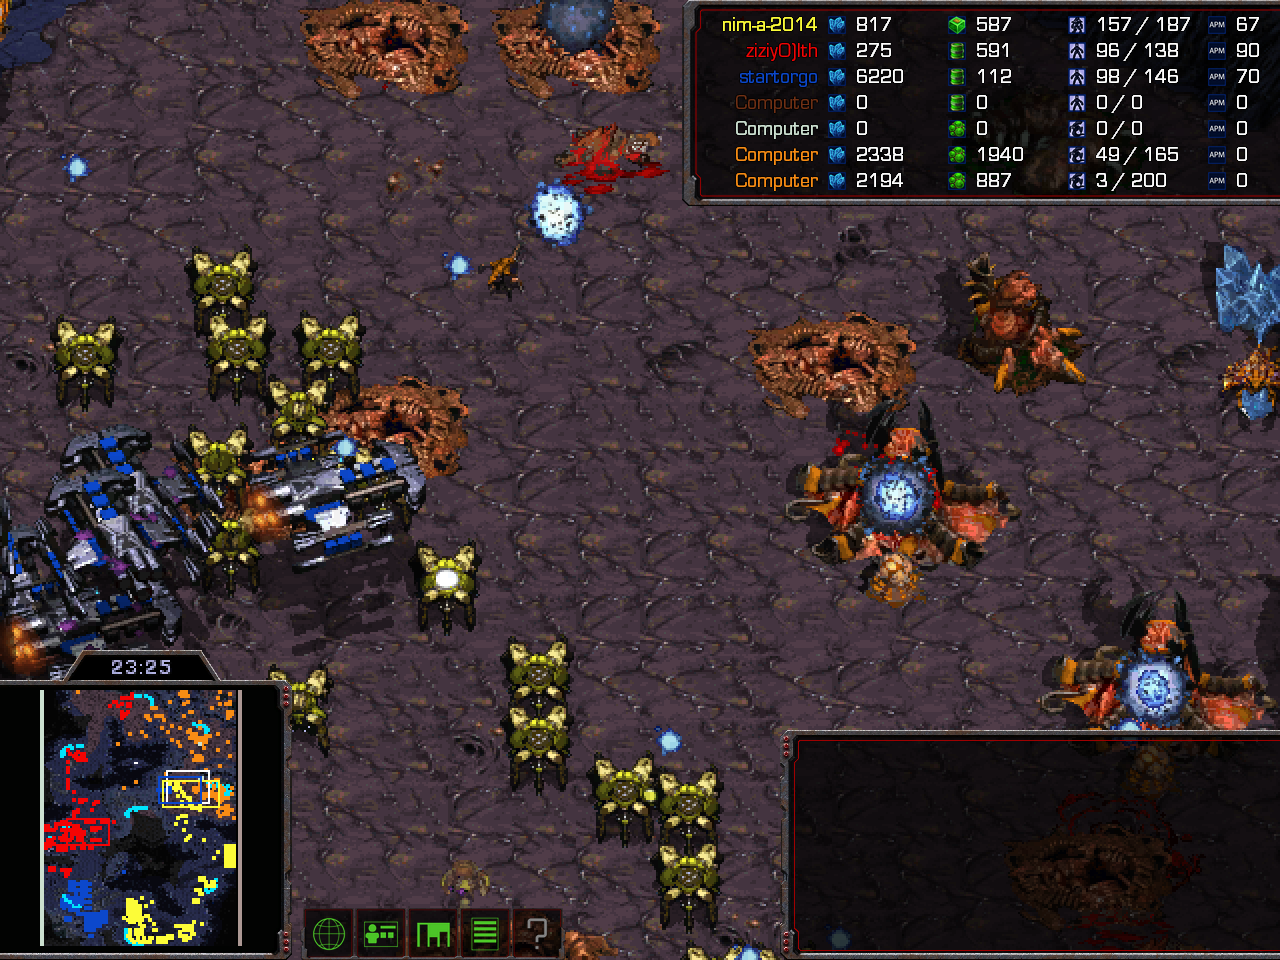 nim-a-2014 817 587 157 / 187 APM 67
ziziyO)lth 275 591 96 / 138 APM 90
startorgo 6220 112 98 / 146 APM 70
Computer 0 0 0 / 0 APM 0
Computer 0 0 0 / 0 APM 0
Computer 2338 1940 49 / 165 APM 0
Computer 2194 887 3 / 200 APM 0
23:25
?